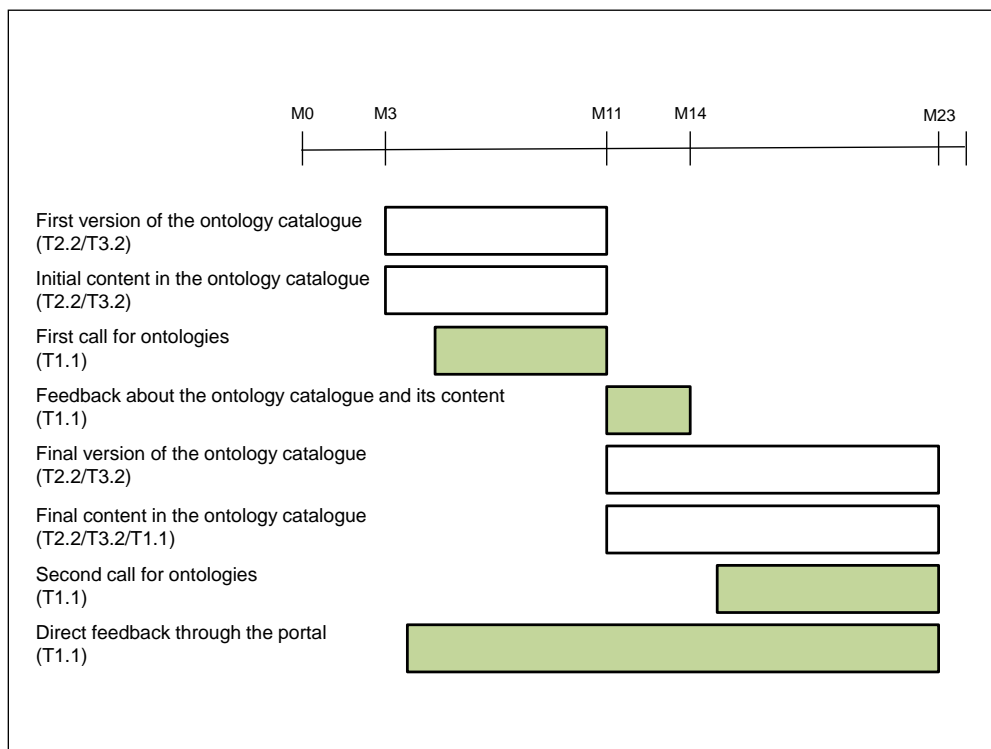 M0 M3 M11 M14 M23
First version of the ontology catalogue
(T2.2/T3.2)
Initial content in the ontology catalogue
(T2.2/T3.2)
First call for ontologies
(T1.1)
Feedback about the ontology catalogue and its content
(T1.1)
Final version of the ontology catalogue
(T2.2/T3.2)
Final content in the ontology catalogue
(T2.2/T3.2/T1.1)
Second call for ontologies
(T1.1)
Direct feedback through the portal
(T1.1)